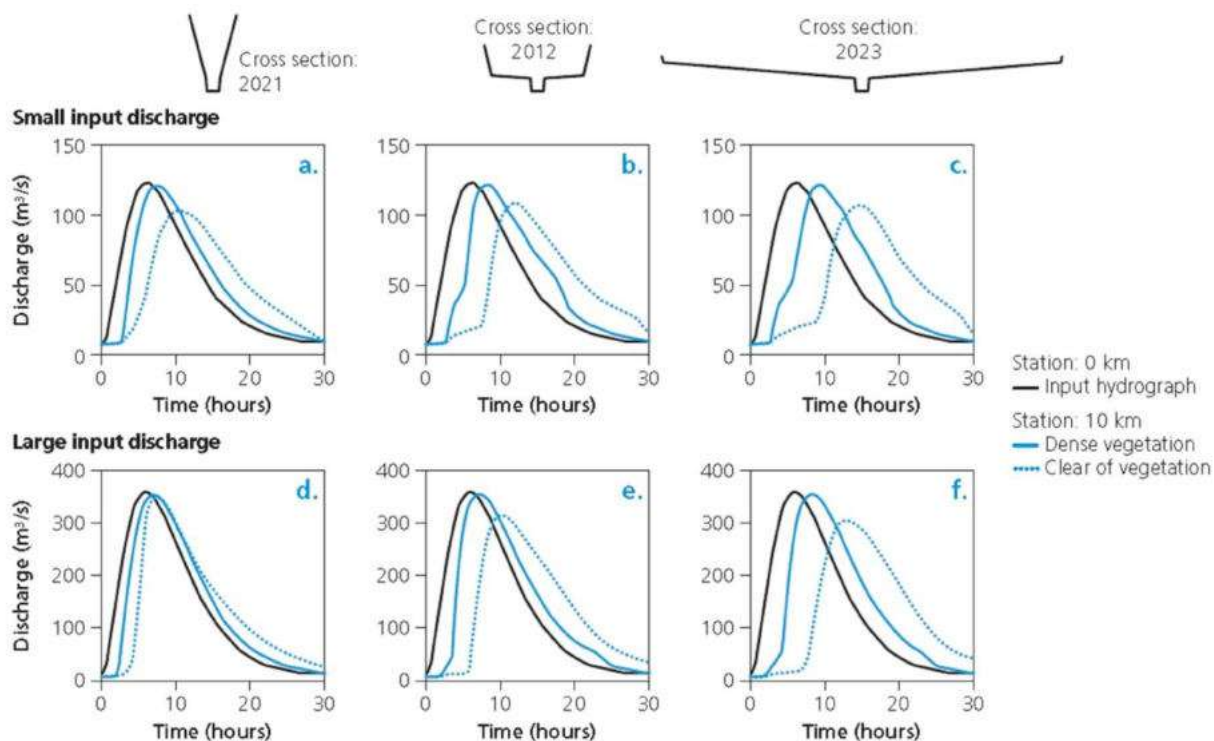 Cross section:
2021
Cross section:
2012
Cross section:
2023
Small input discharge
Discharge (m³/s)
150
100
50
0
a.
0
10
20
30
Time (hours)
150
100
50
0
b.
0
10
20
30
Time (hours)
150
100
50
0
c.
0
10
20
30
Time (hours)
Station: 0 km
Input hydrograph
Station: 10 km
Dense vegetation
Clear of vegetation
Large input discharge
Discharge (m³/s)
400
300
200
100
0
d.
0
10
20
30
Time (hours)
400
300
200
100
0
e.
0
10
20
30
Time (hours)
400
300
200
100
0
f.
0
10
20
30
Time (hours)